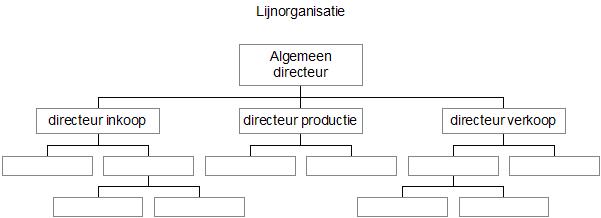 Lijnorganisatie
Algemeen
directeur
directeur inkoop
directeur productie
directeur verkoop